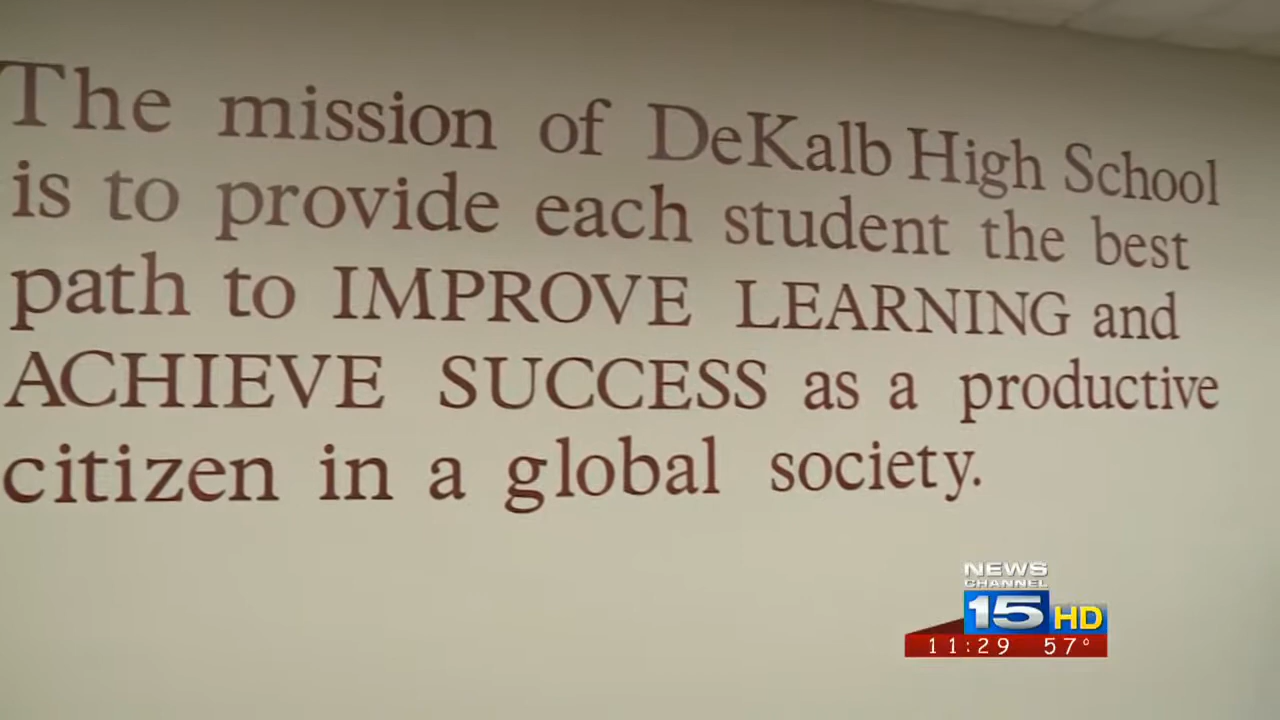 The mission of DeKalb High School
is to provide each student the best
path to IMPROVE LEARNING and
ACHIEVE SUCCESS as a productive
citizen in a global society.
NEWS
CHANNEL
15 HD
11:29 57°